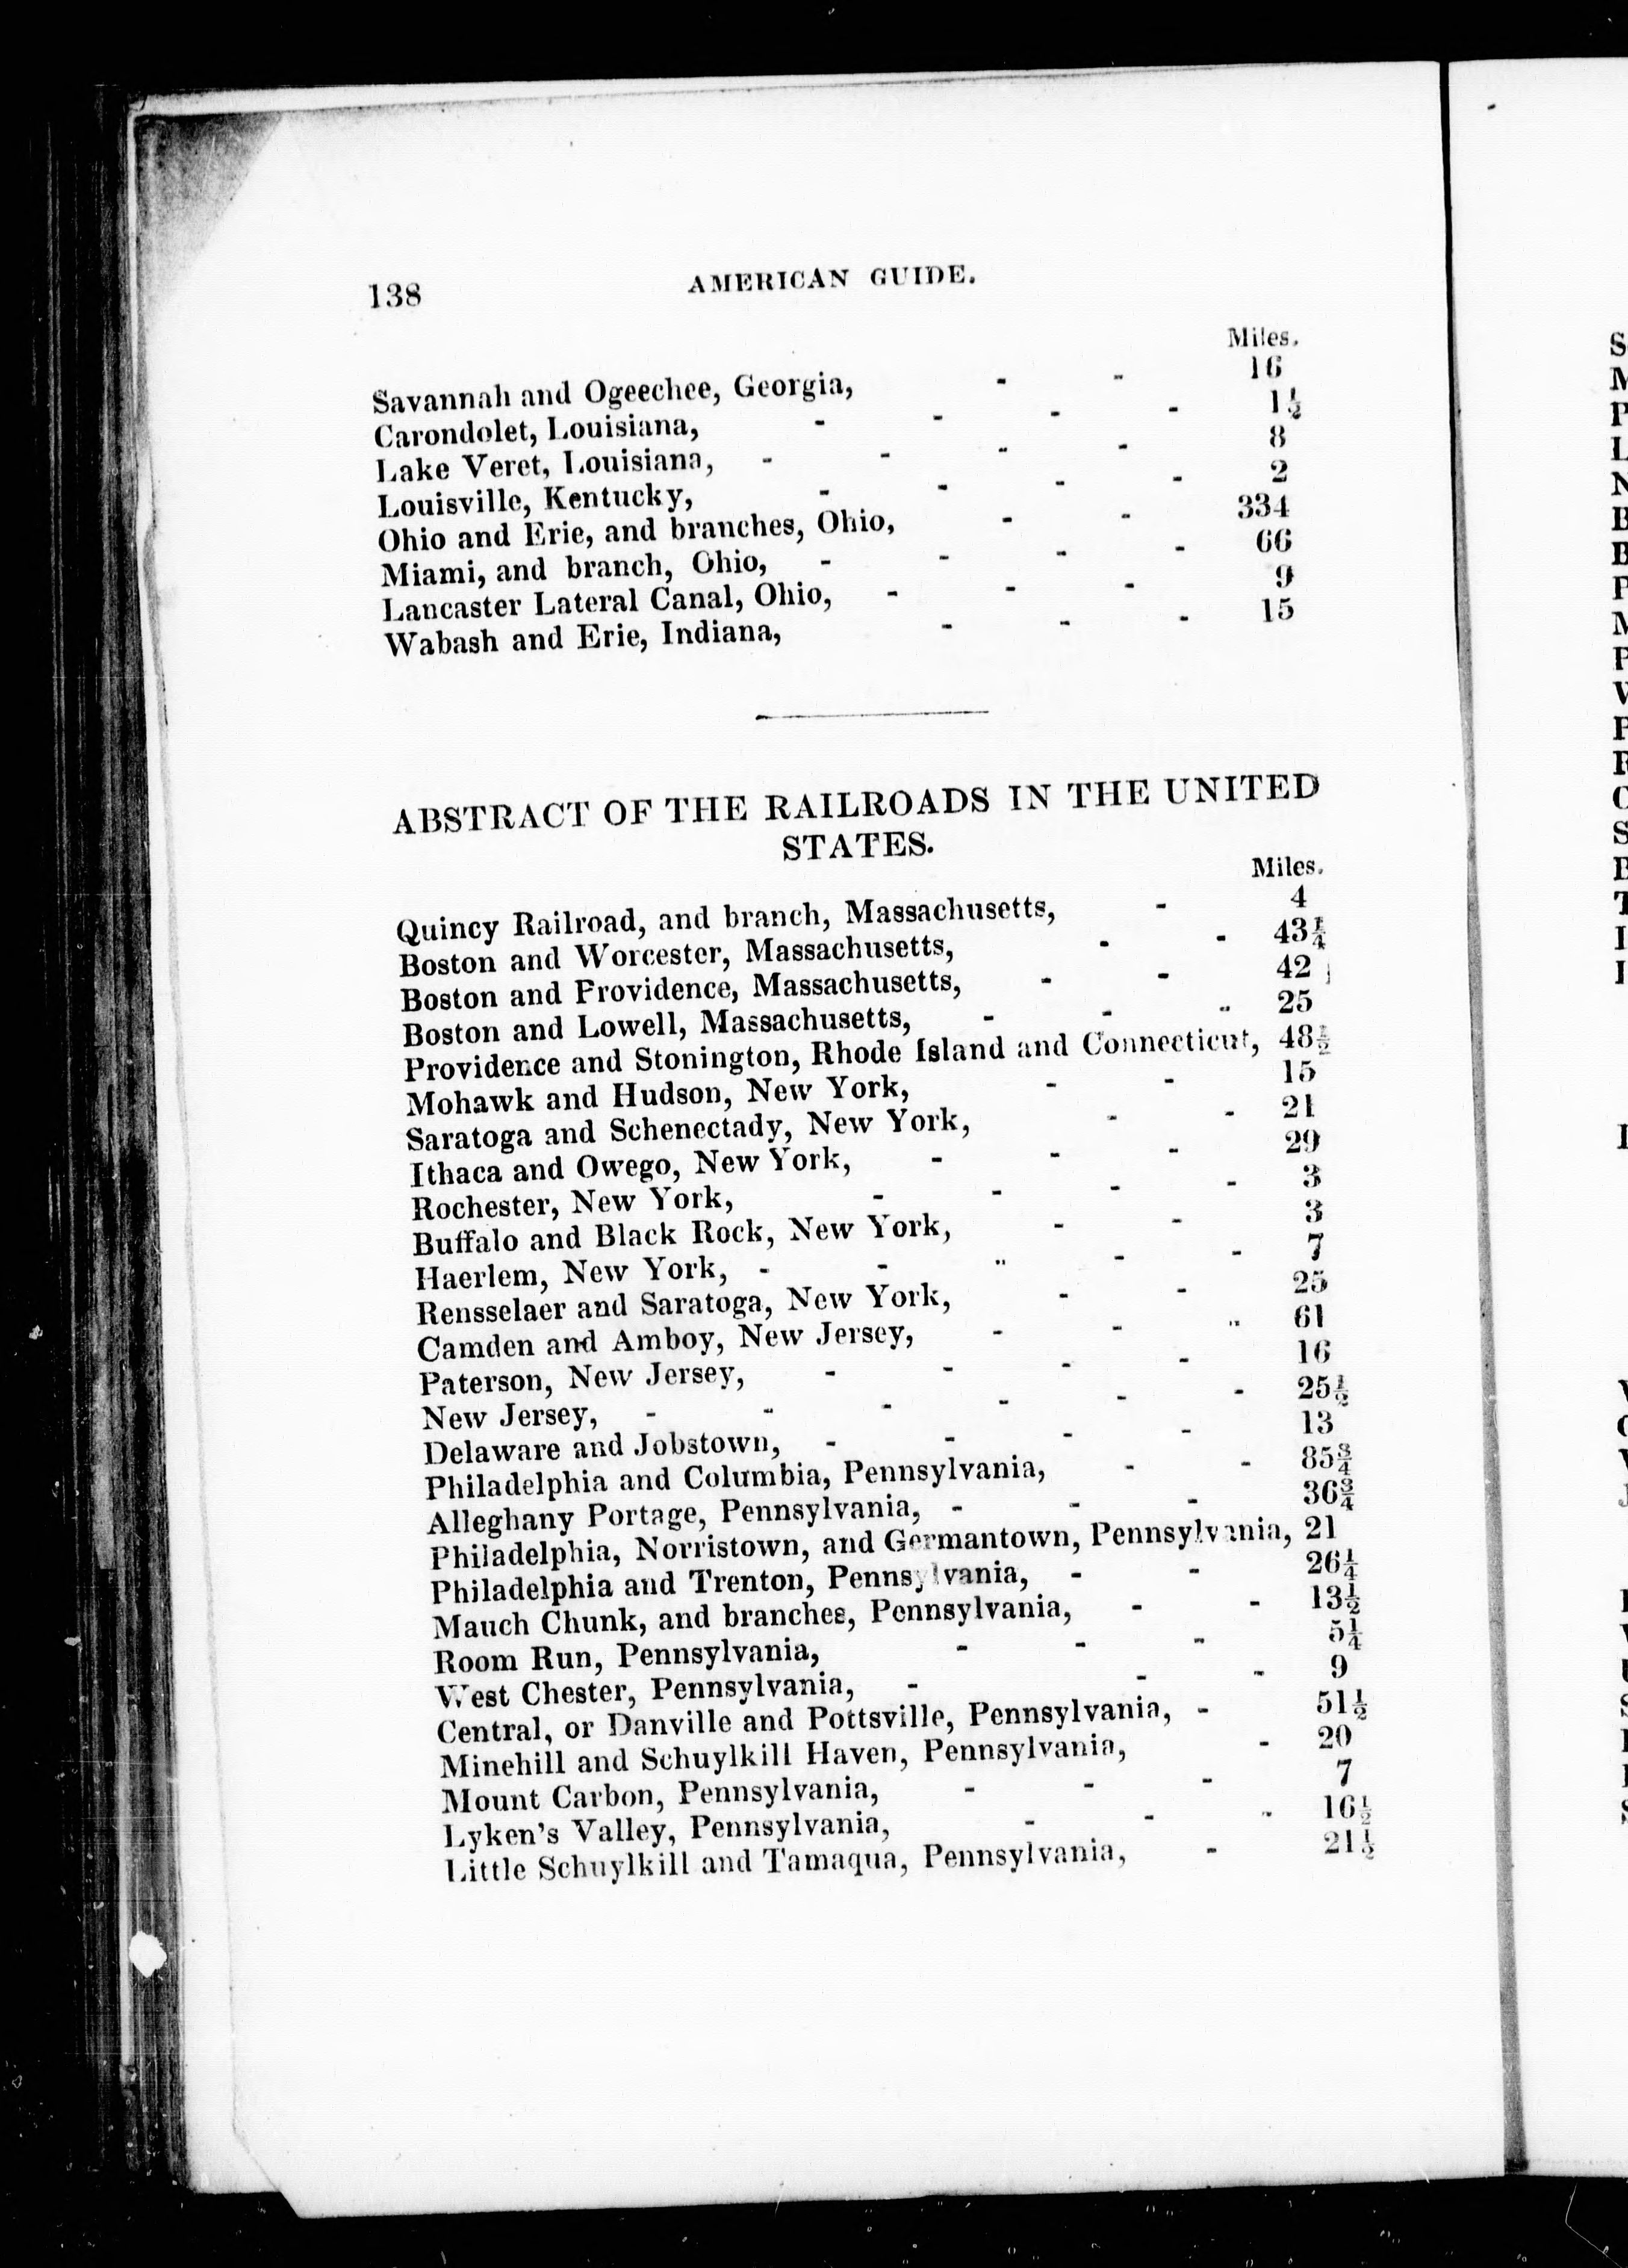 138 AMERICAN GUIDE.
Miles.
Savannah and Ogeechee, Georgia, - - 16
Carondolet, Louisiana, - - - - 1½
Lake Veret, Louisiana, - - - - 8
Louisville, Kentucky, - - - - 2
Ohio and Erie, and branches, Ohio, - - 334
Miami, and branch, Ohio, - - - - 66
Lancaster Lateral Canal, Ohio, - - - 9
Wabash and Erie, Indiana, - - - 15
ABSTRACT OF THE RAILROADS IN THE UNITED
STATES.
Miles.
Quincy Railroad, and branch, Massachusetts, - 4
Boston and Worcester, Massachusetts, - - 43¼
Boston and Providence, Massachusetts, - - 42
Boston and Lowell, Massachusetts, - - - 25
Providence and Stonington, Rhode Island and Connecticut, 48½
Mohawk and Hudson, New York, - - 15
Saratoga and Schenectady, New York, - - 21
Ithaca and Owego, New York, - - - 29
Rochester, New York, - - - - 3
Buffalo and Black Rock, New York, - - 3
Haerlem, New York, - - - - - 7
Rensselaer and Saratoga, New York, - - 25
Camden and Amboy, New Jersey, - - - 61
Paterson, New Jersey, - - - - 16
New Jersey, - - - - - - 25½
Delaware and Jobstown, - - - - 13
Philadelphia and Columbia, Pennsylvania, - - 85¾
Alleghany Portage, Pennsylvania, - - - 36¾
Philadelphia, Norristown, and Germantown, Pennsylvania, 21
Philadelphia and Trenton, Pennsylvania, - - 26¼
Mauch Chunk, and branches, Pennsylvania, - - 13½
Room Run, Pennsylvania, - - - 5¼
West Chester, Pennsylvania, - - - 9
Central, or Danville and Pottsville, Pennsylvania, - 51½
Minehill and Schuylkill Haven, Pennsylvania, - 20
Mount Carbon, Pennsylvania, - - - 7
Lyken's Valley, Pennsylvania, - - - 16½
Little Schuylkill and Tamaqua, Pennsylvania, - 21½